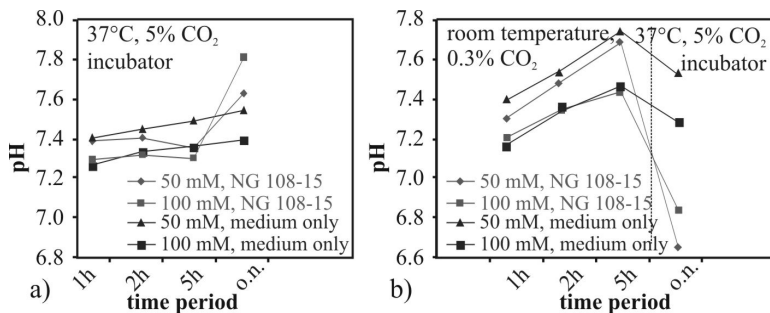 37°C, 5% CO₂
incubator
8.0
7.8
7.6
7.4
7.2
7.0
6.8
pH
50 mM, NG 108-15
100 mM, NG 108-15
50 mM, medium only
100 mM, medium only
1h
2h
5h
o.n.
time period
a)
room temperature,
0.3% CO₂
37°C, 5% CO₂
incubator
7.8
7.6
7.4
7.2
7.0
6.8
6.6
pH
50 mM, NG 108-15
100 mM, NG 108-15
50 mM, medium only
100 mM, medium only
1h
2h
5h
o.n.
time period
b)